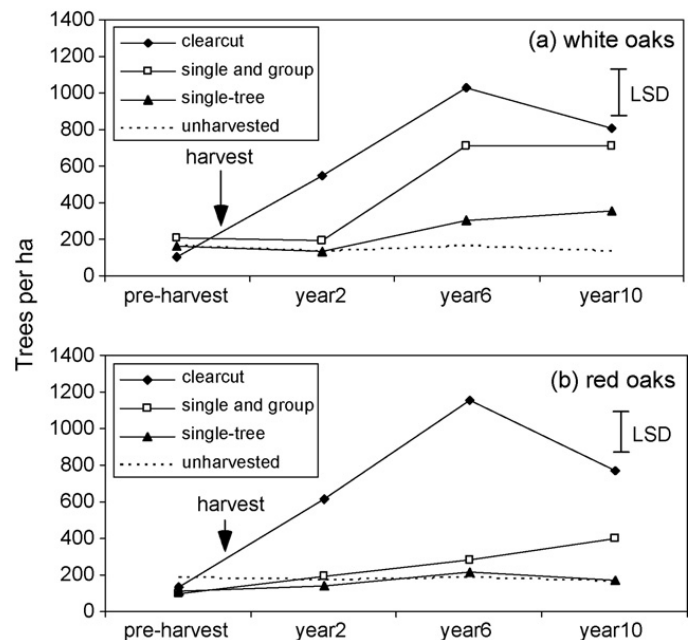 Trees per ha
1400
1200
1000
800
600
400
200
0
(a) white oaks
clearcut
single and group
single-tree
unharvested
LSD
harvest
pre-harvest year2 year6 year10
1400
1200
1000
800
600
400
200
0
(b) red oaks
clearcut
single and group
single-tree
unharvested
LSD
harvest
pre-harvest year2 year6 year10